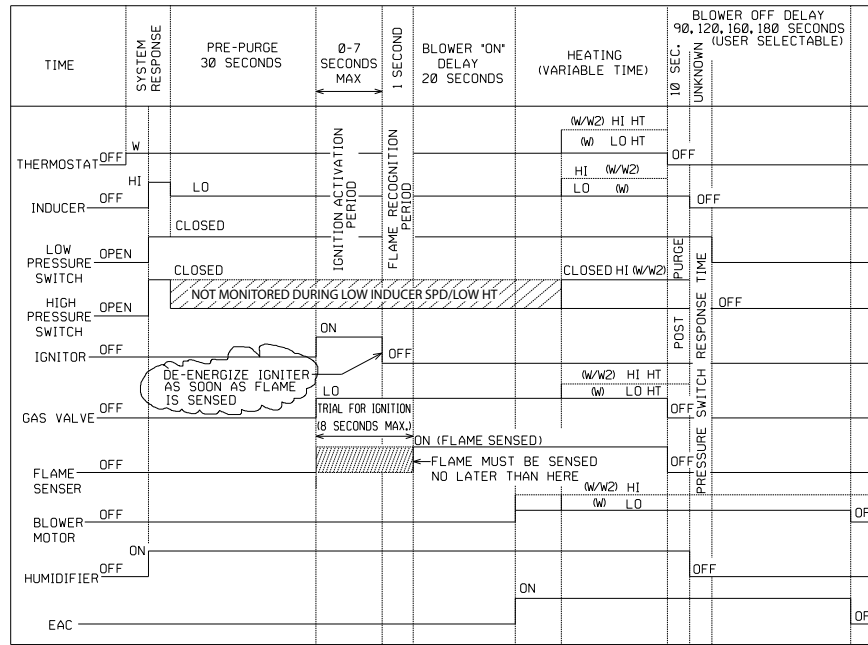 TIME
SYSTEM
RESPONSE
PRE-PURGE
30 SECONDS
0-7
SECONDS
MAX
1 SECOND
BLOWER "ON"
DELAY
20 SECONDS
HEATING
(VARIABLE TIME)
10 SEC.
UNKNOWN
BLOWER OFF DELAY
90,120,160,180 SECONDS
(USER SELECTABLE)
THERMOSTAT
OFF
W
(W/W2) HI HT
(W) LO HT
OFF
INDUCER
OFF
HI
LO
HI (W/W2)
LO (W)
OFF
IGNITION ACTIVATION
PERIOD
FLAME RECOGNITION
PERIOD
LOW
PRESSURE
SWITCH
OPEN
CLOSED
HIGH
PRESSURE
SWITCH
OPEN
CLOSED
NOT MONITORED DURING LOW INDUCER SPD/LOW HT
CLOSED HI (W/W2)
OFF
POST PURGE
PRESSURE SWITCH RESPONSE TIME
IGNITOR
OFF
ON
OFF
DE-ENERGIZE IGNITER
AS SOON AS FLAME
IS SENSED
GAS VALVE
OFF
LO
(W/W2) HI HT
(W) LO HT
OFF
TRIAL FOR IGNITION
(8 SECONDS MAX.)
FLAME
SENSER
OFF
ON (FLAME SENSED)
FLAME MUST BE SENSED
NO LATER THAN HERE
OFF
BLOWER
MOTOR
OFF
(W/W2) HI
(W) LO
OF
HUMIDIFIER
OFF
ON
OFF
EAC
ON
OF